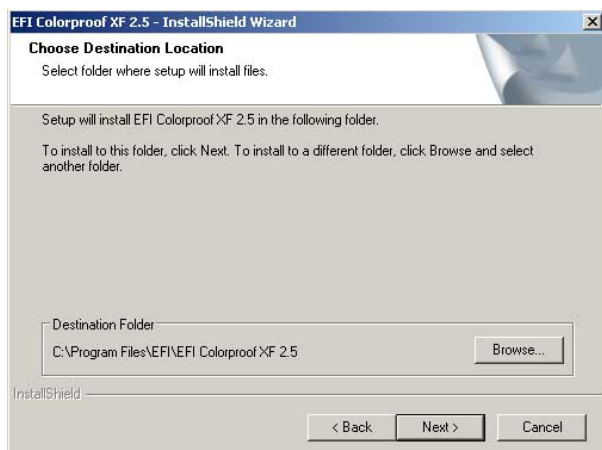 EFI Colorproof XF 2.5 - InstallShield Wizard
Choose Destination Location
Select folder where setup will install files.
Setup will install EFI Colorproof XF 2.5 in the following folder.
To install to this folder, click Next. To install to a different folder, click Browse and select
another folder.
Destination Folder
C:\Program Files\EFI\EFI Colorproof XF 2.5
Browse...
InstallShield
< Back
Next >
Cancel